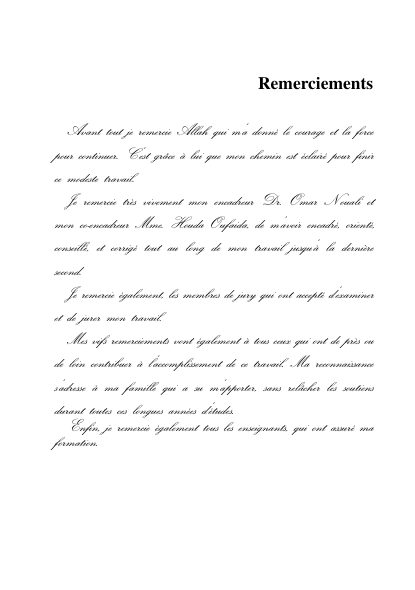 Remerciements
Avant tout je remercie Allah qui m'a donné le courage et la force
pour continuer. C'est grâce à lui que mon chemin est éclairé pour finir
ce modeste travail.
Je remercie très vivement mon encadreur Dr. Omar Nouali et
mon co-encadreur Mme. Houda Oufaida, de m'avoir encadré, orienté,
conseillé, et corrigé tout au long de mon travail jusqu'à la dernière
second.
Je remercie également, les membres de jury qui ont accepté d'examiner
et de jurer mon travail.
Mes vifs remerciements vont également à tous ceux qui ont de près ou
de loin contribuer à l'accomplissement de ce travail. Ma reconnaissance
s'adresse à ma famille qui a su m'apporter, sans relâcher les soutiens
durant toutes ces longues années d'études.
Enfin, je remercie également tous les enseignants, qui ont assuré ma
formation.